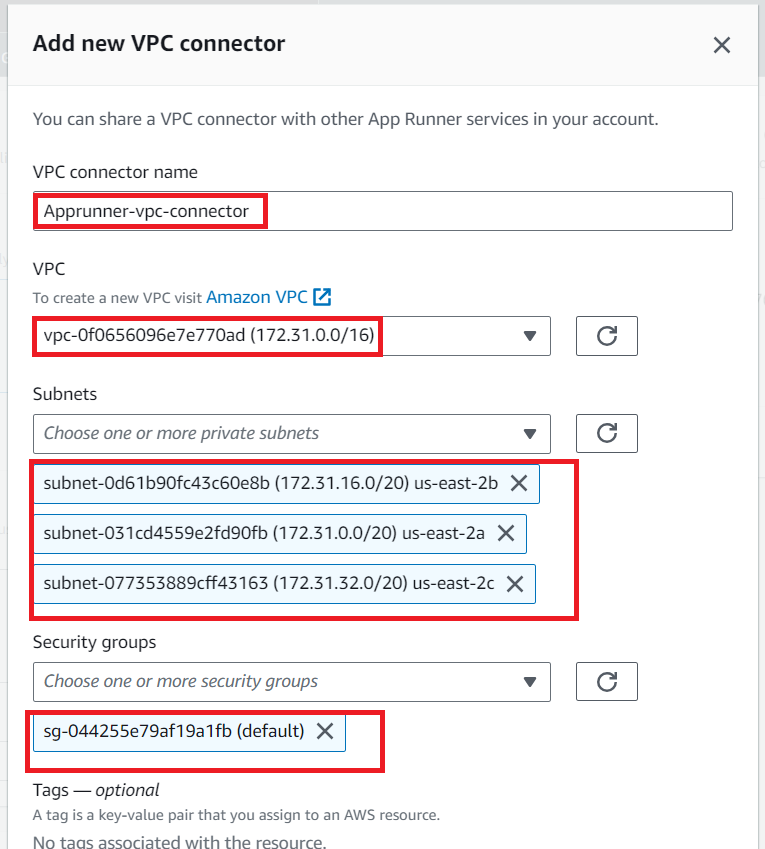 Add new VPC connector
You can share a VPC connector with other App Runner services in your account.
VPC connector name
Apprunner-vpc-connector
VPC
To create a new VPC visit Amazon VPC
vpc-0f0656096e7e770ad (172.31.0.0/16)
Subnets
Choose one or more private subnets
subnet-0d61b90fc43c60e8b (172.31.16.0/20) us-east-2b
subnet-031cd4559e2fd90fb (172.31.0.0/20) us-east-2a
subnet-077353889cff43163 (172.31.32.0/20) us-east-2c
Security groups
Choose one or more security groups
sg-044255e79af19a1fb (default)
Tags — optional
A tag is a key-value pair that you assign to an AWS resource.
No tags associated with the resource.